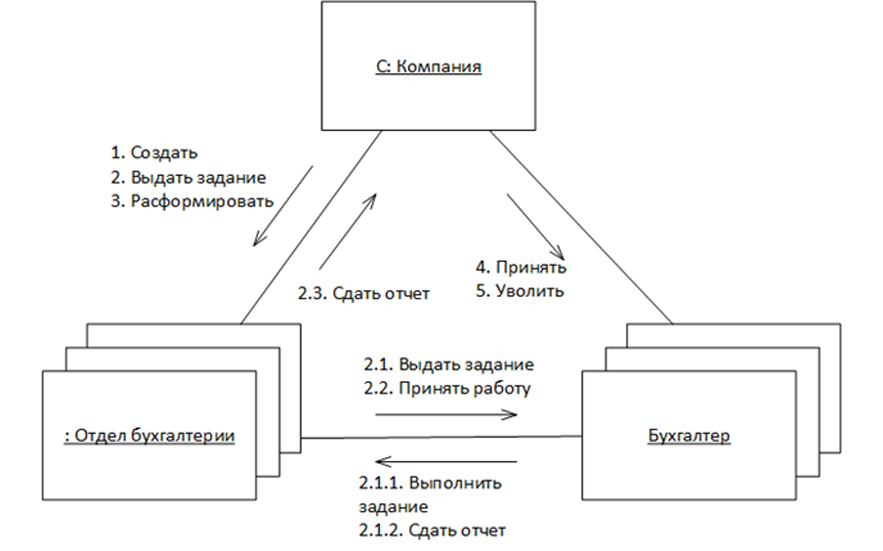 С: Компания
1. Создать
2. Выдать задание
3. Расформировать
2.3. Сдать отчет
4. Принять
5. Уволить
2.1. Выдать задание
2.2. Принять работу
: Отдел бухгалтерии
Бухгалтер
2.1.1. Выполнить
задание
2.1.2. Сдать отчет